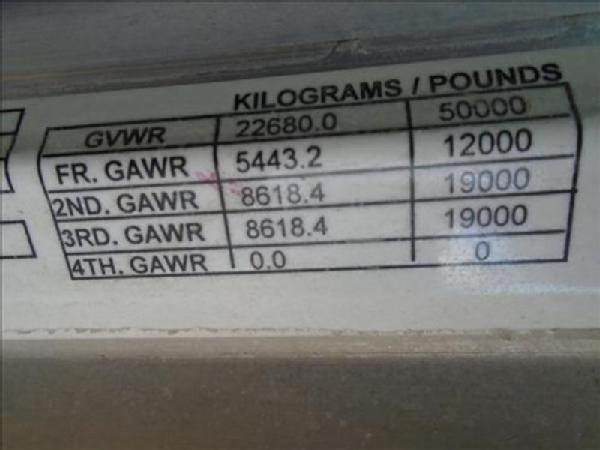 KILOGRAMS / POUNDS
GVWR 22680.0 50000
FR. GAWR 5443.2 12000
2ND. GAWR 8618.4 19000
3RD. GAWR 8618.4 19000
4TH. GAWR 0.0 0